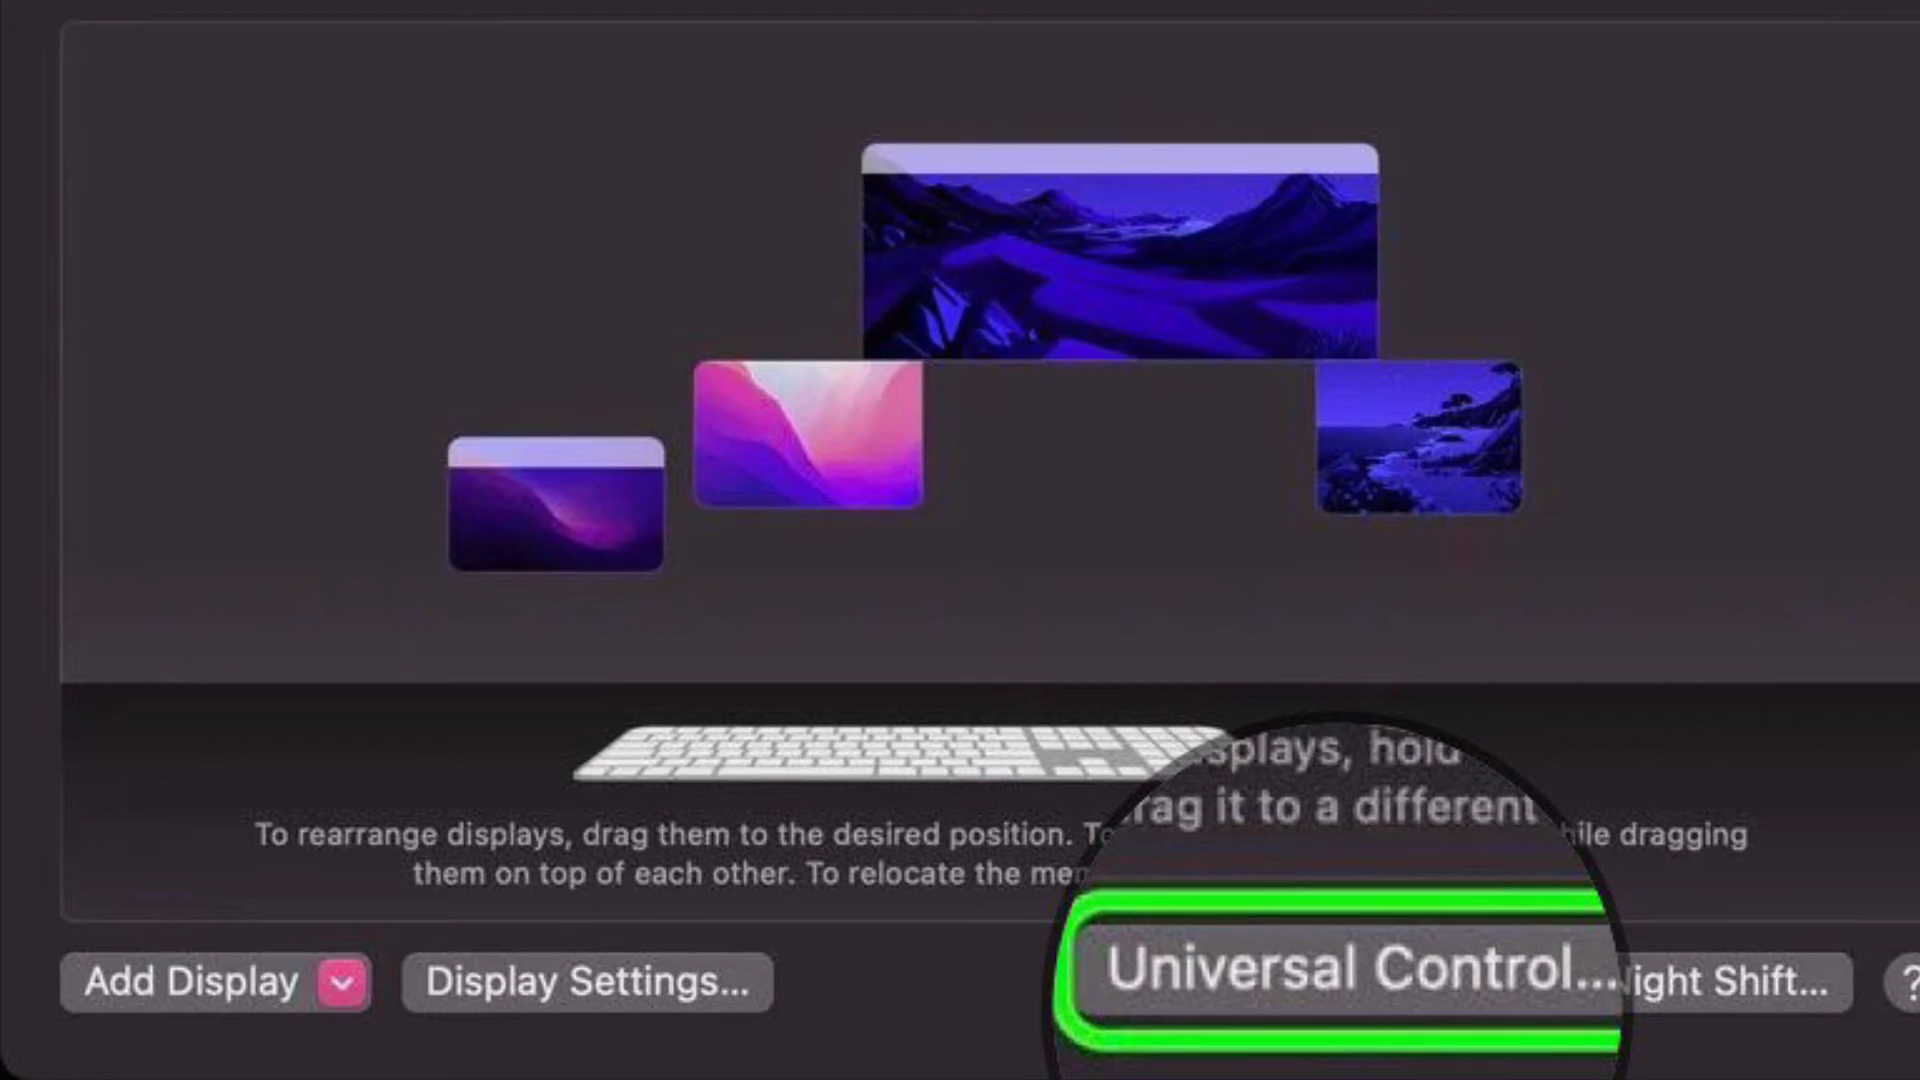 To rearrange displays, drag them to the desired position. To
hile dragging
them on top of each other. To relocate the me
splays, hold
rag it to a different
Add Display
Display Settings...
Universal Control...
ight Shift...
?